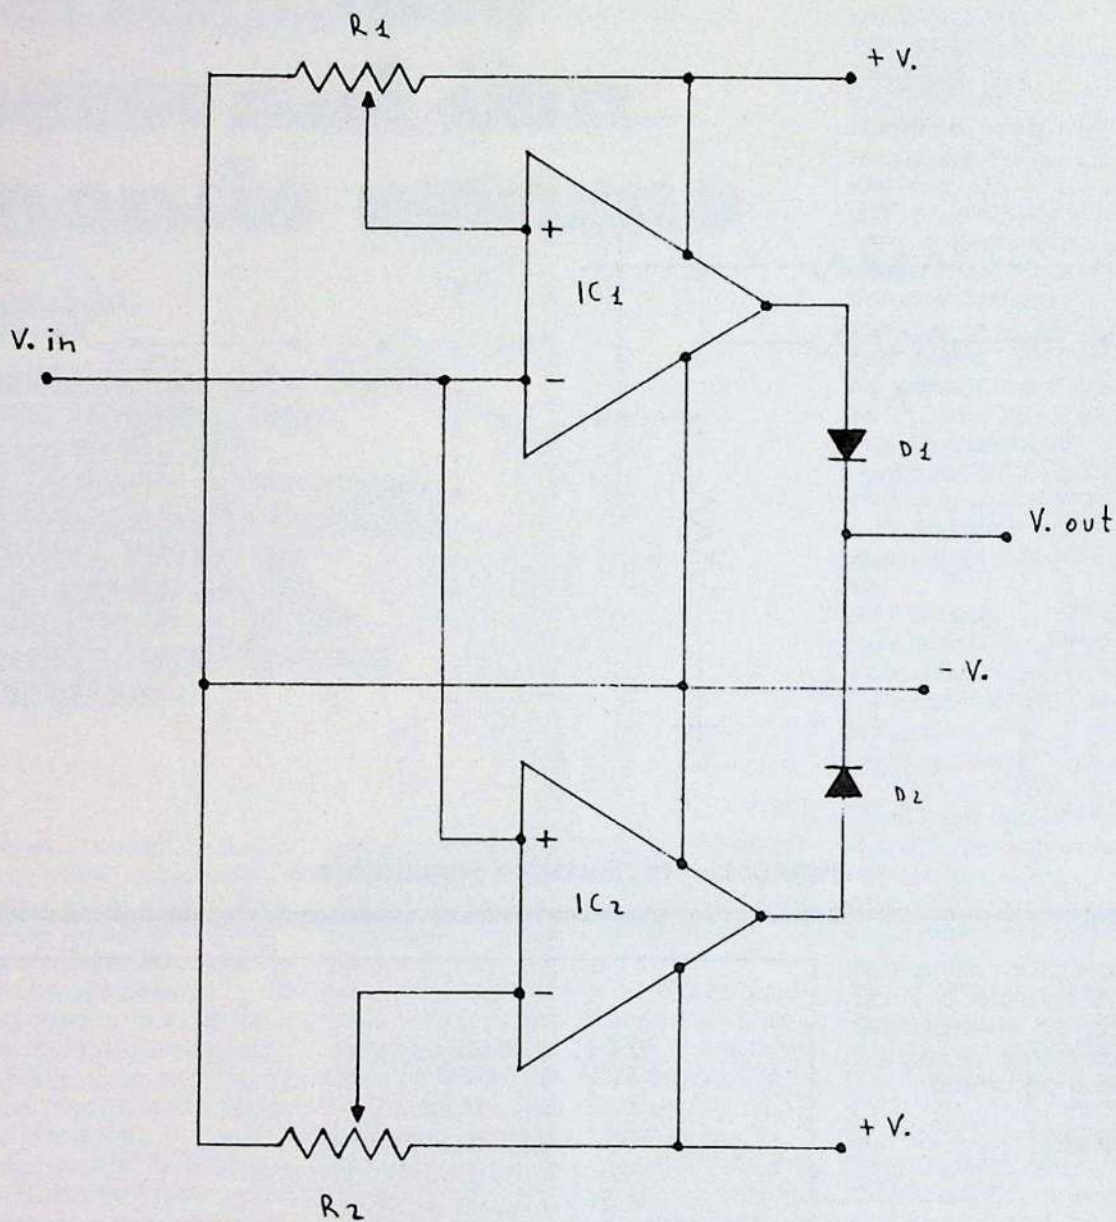 R1
+ V.
+
IC1
V. in
-
D1
V. out
- V.
D2
+
IC2
-
+ V.
R2